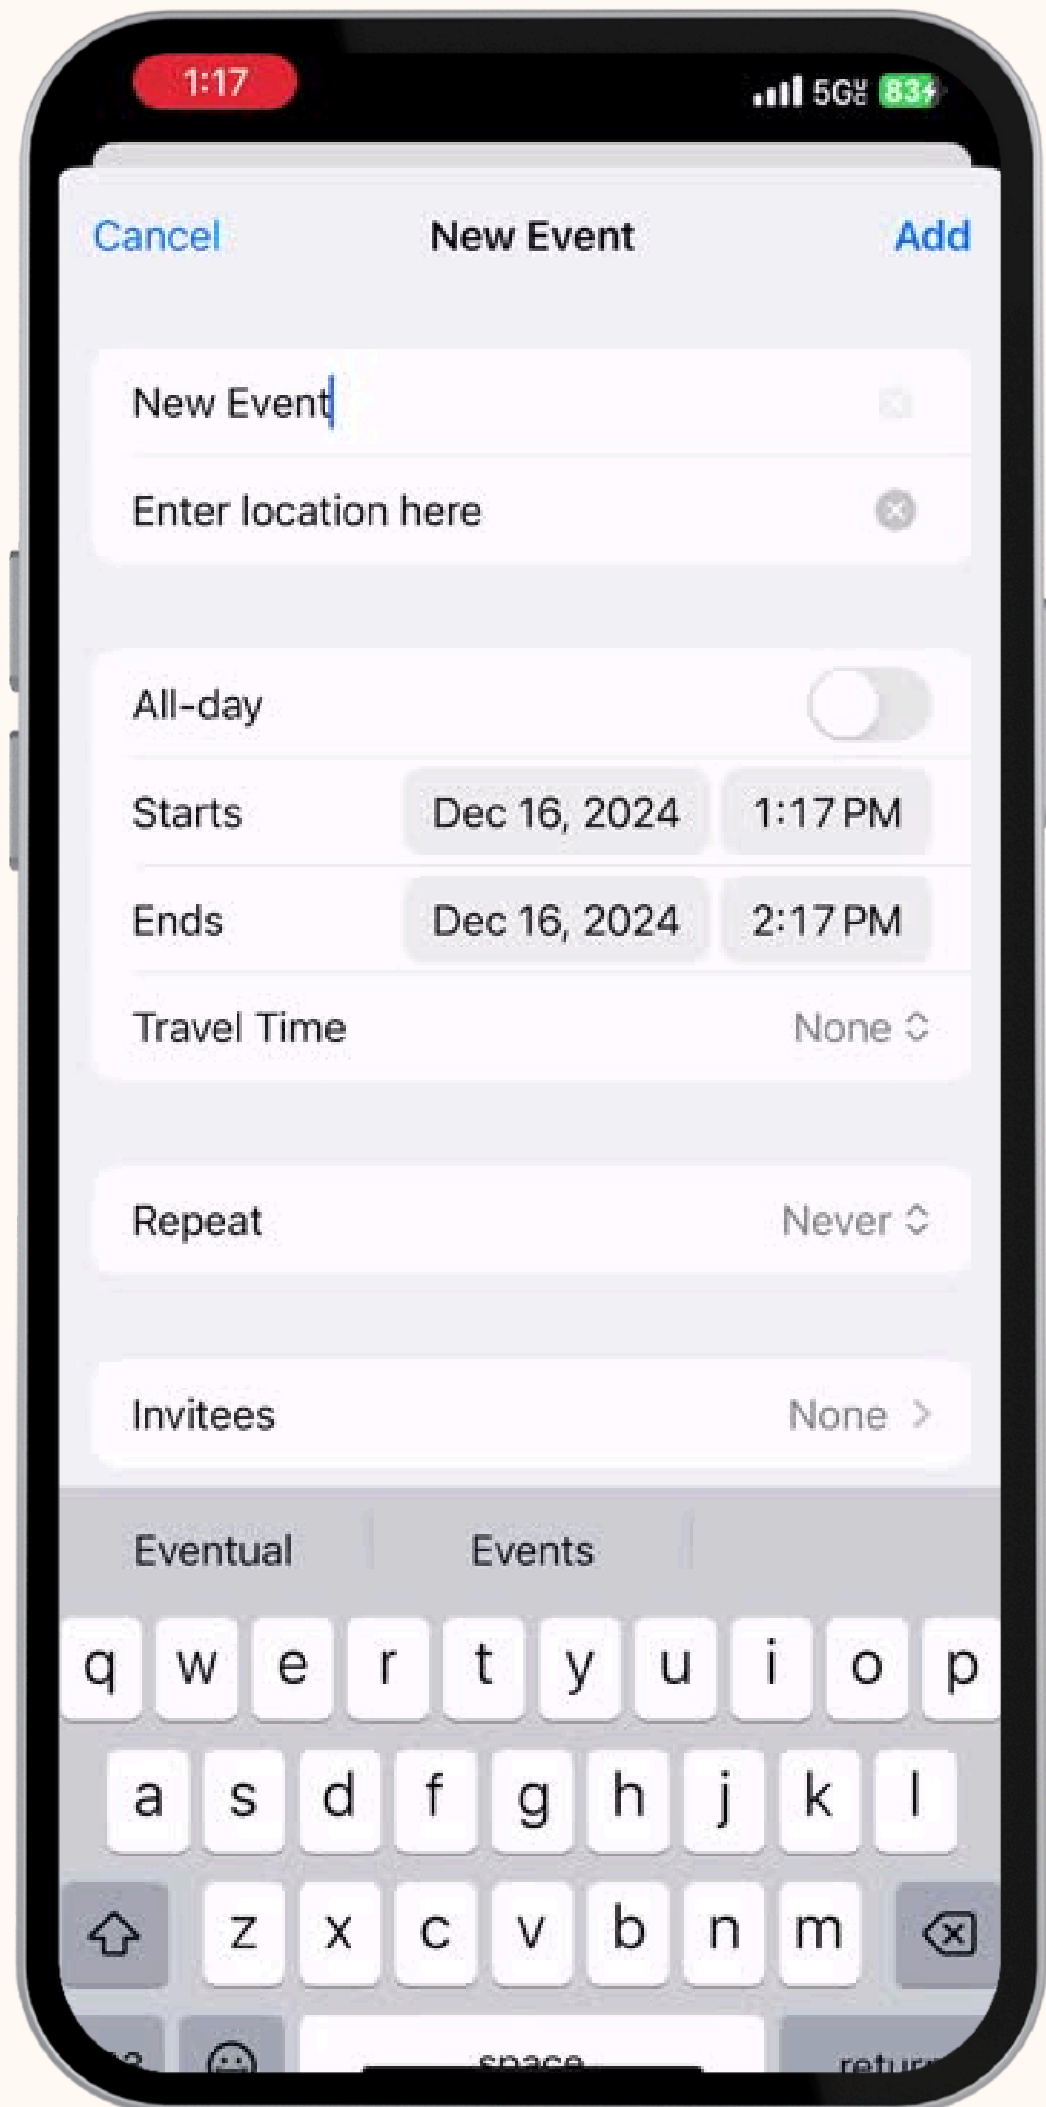 1:17 5G 83
Cancel New Event Add
New Event
Enter location here
All-day
Starts Dec 16, 2024 1:17 PM
Ends Dec 16, 2024 2:17 PM
Travel Time None
Repeat Never
Invitees None
Eventual Events
q w e r t y u i o p
a s d f g h j k l
z x c v b n m
space return